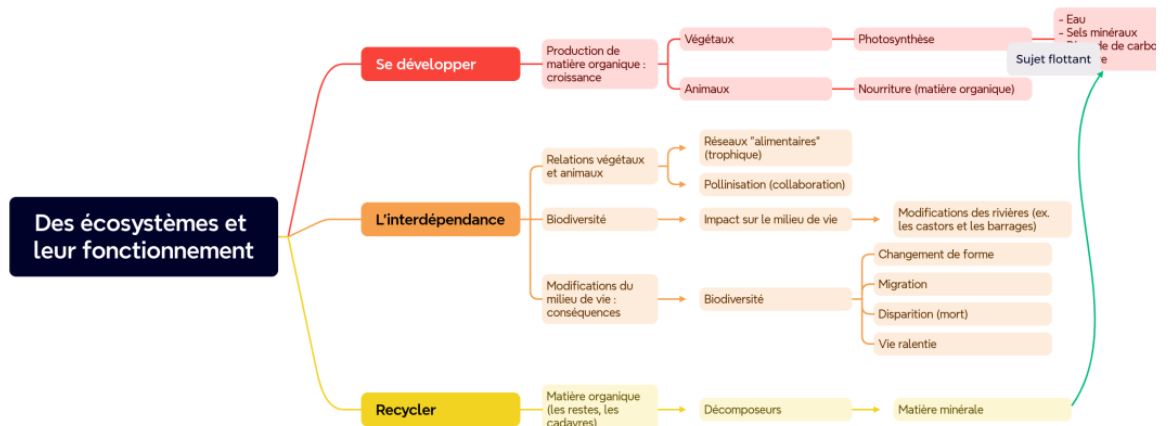 Des écosystèmes et
leur fonctionnement
Se développer
Production de
matière organique :
croissance
Végétaux
Photosynthèse
- Eau
- Sels minéraux
de carbo
Sujet flottant
Animaux
Nourriture (matière organique)
L'interdépendance
Relations végétaux
et animaux
Réseaux "alimentaires"
(trophique)
Pollinisation (collaboration)
Biodiversité
Impact sur le milieu de vie
Modifications des rivières (ex.
les castors et les barrages)
Modifications du
milieu de vie :
conséquences
Biodiversité
Changement de forme
Migration
Disparition (mort)
Vie ralentie
Recycler
Matière organique
(les restes, les
cadavres)
Décomposeurs
Matière minérale